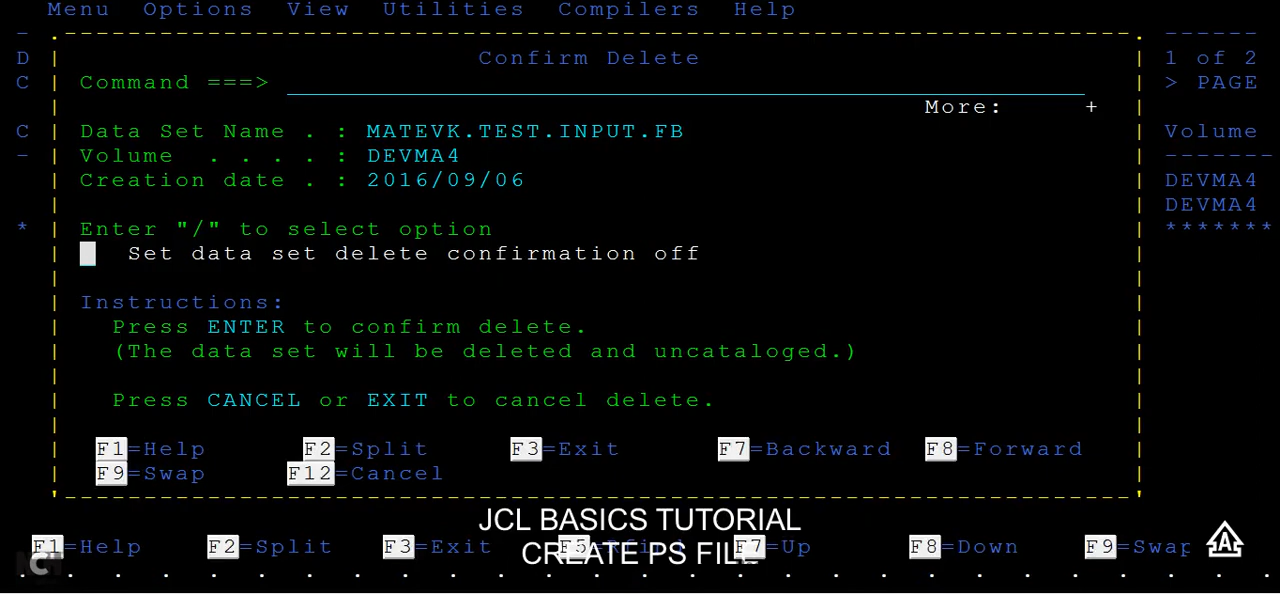 Menu Options View Utilities Compilers Help
Confirm Delete
D 1 of 2
C Command ===> > PAGE
More: +
C Data Set Name . : MATEVK.TEST.INPUT.FB Volume
Volume . . . . : DEVMA4
Creation date . : 2016/09/06 DEVMA4
DEVMA4
* Enter "/" to select option *******
Set data set delete confirmation off
Instructions:
Press ENTER to confirm delete.
(The data set will be deleted and uncataloged.)
Press CANCEL or EXIT to cancel delete.
F1=Help F2=Split F3=Exit F7=Backward F8=Forward
F9=Swap F12=Cancel
JCL BASICS TUTORIAL
F1=Help F2=Split F3=Exit F7=Up F8=Down F9=Swap
CREATE PS FILE